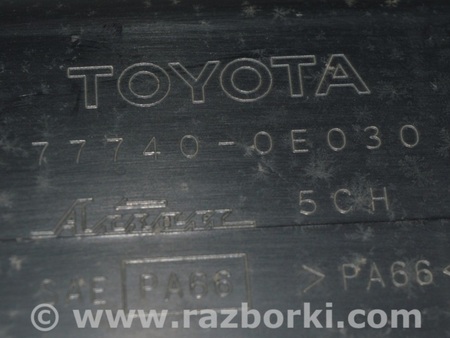 TOYOTA
77740-0E030
5CH
PA66 >PA66<
© www.razborki.com